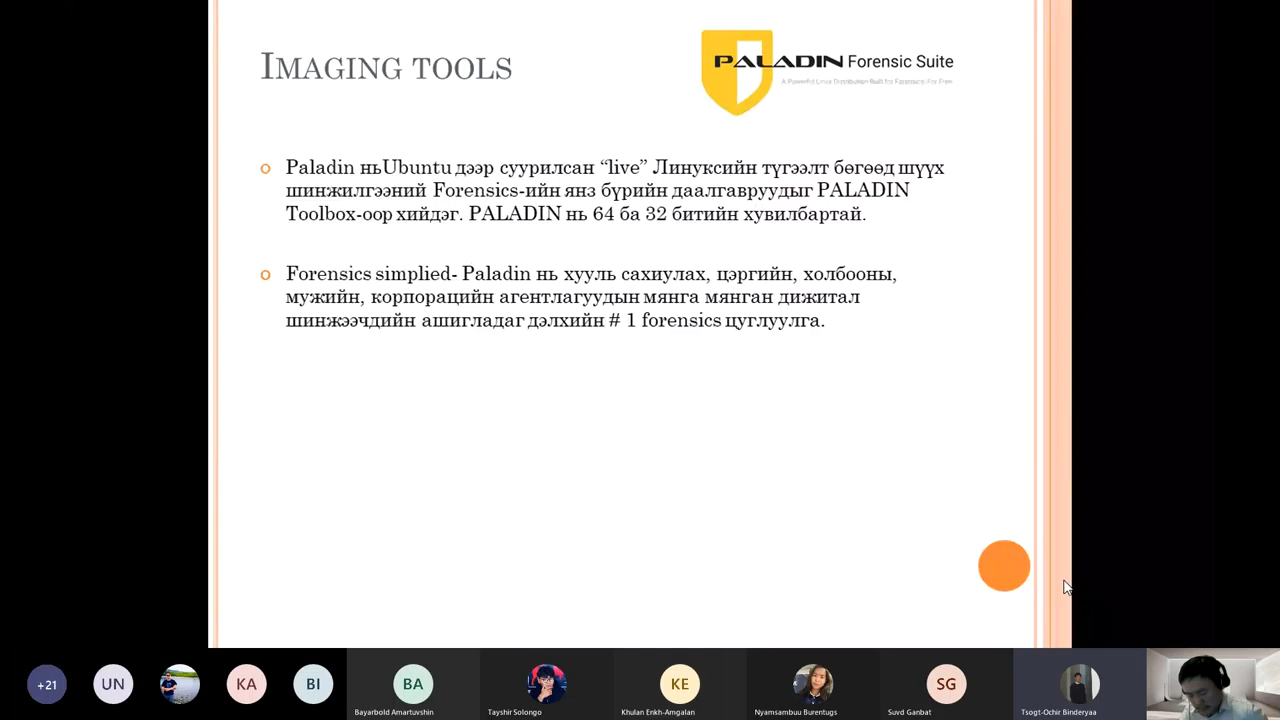 IMAGING TOOLS
PALADIN Forensic Suite
A Powerful Linux Distribution Built for Forensics-For Free
Paladin ньUbuntu дээр суурилсан “live” Линуксийн түгээлт бөгөөд шүүх
шинжилгээний Forensics-ийн янз бүрийн даалгавруудыг PALADIN
Toolbox-оор хийдэг. PALADIN нь 64 ба 32 битийн хувилбартай.
Forensics simplied- Paladin нь хууль сахиулах, цэргийн, холбооны,
мужийн, корпорацийн агентлагуудын мянга мянган дижитал
шинжээчдийн ашигладаг дэлхийн # 1 forensics цуглуулга.
+21 UN KA BI BA KE SG
Bayarbold Amartuvshin Tayshir Solongo Khulan Enkh-Amgalan Nyamsambuu Burentugs Suvd Ganbat Tsogt-Ochir Binderyaa